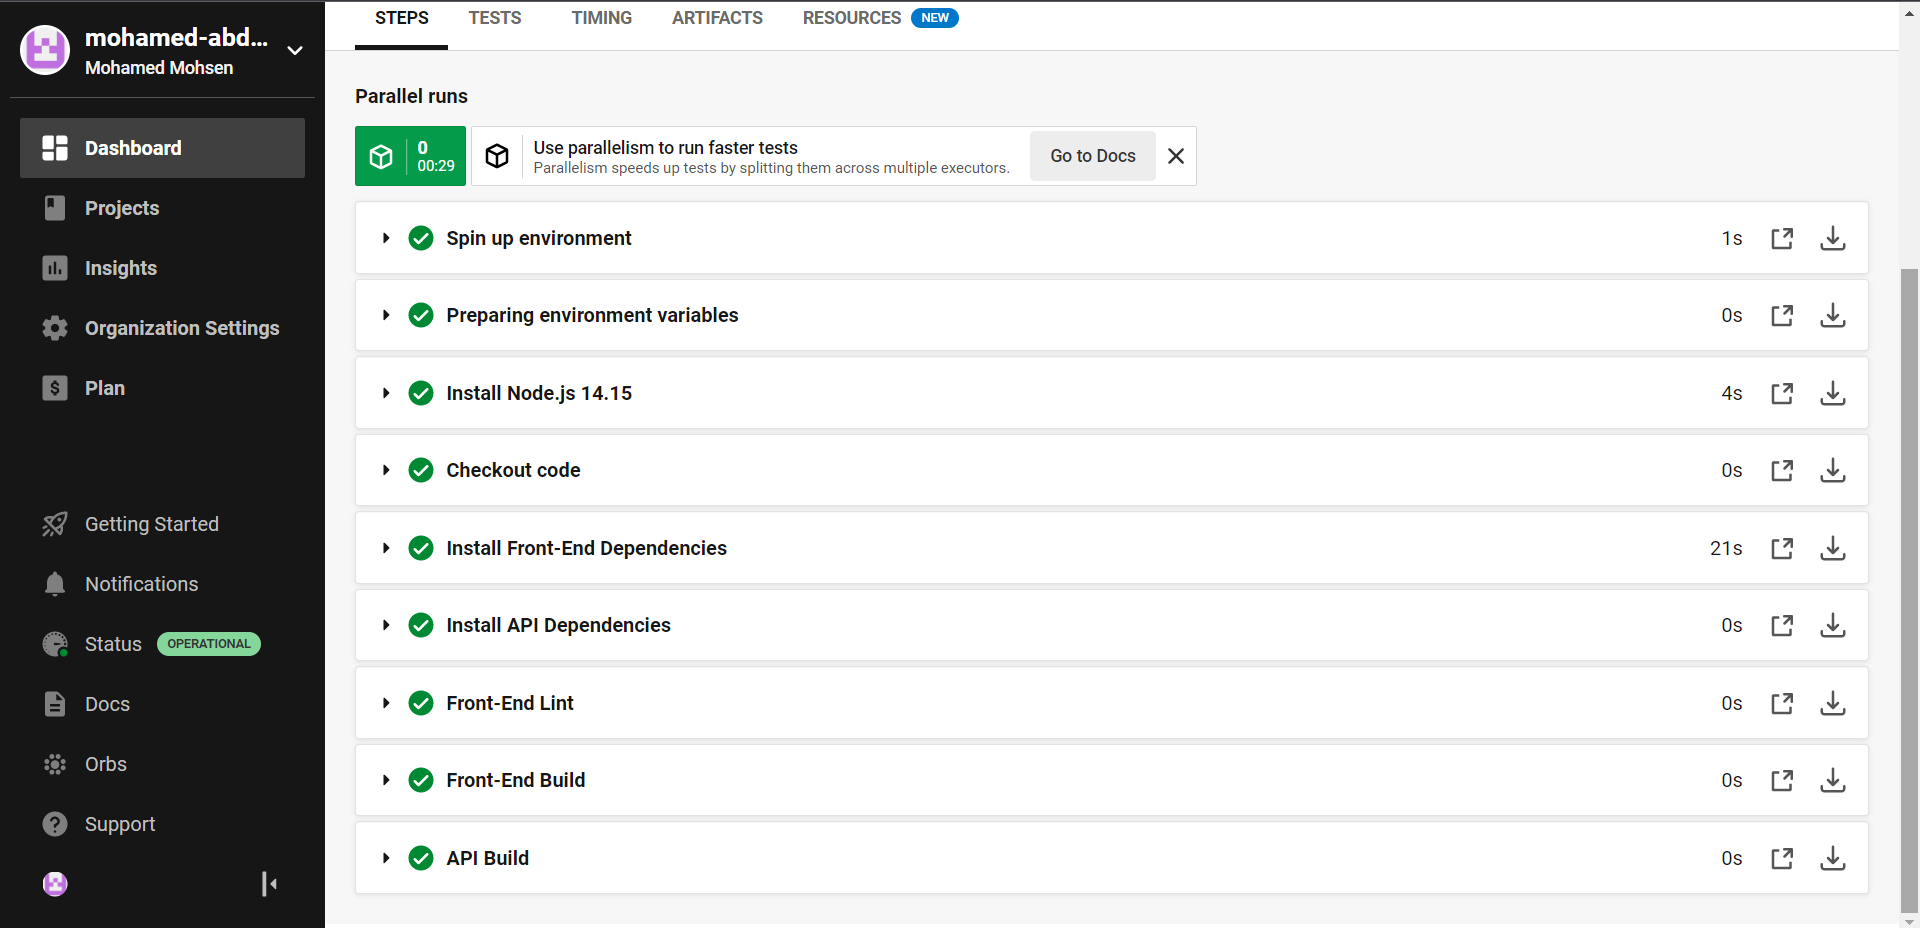 mohamed-abd...
Mohamed Mohsen
Dashboard
Projects
Insights
Organization Settings
Plan
Getting Started
Notifications
Status OPERATIONAL
Docs
Orbs
Support
STEPS TESTS TIMING ARTIFACTS RESOURCES NEW
Parallel runs
0
00:29
Use parallelism to run faster tests
Parallelism speeds up tests by splitting them across multiple executors.
Go to Docs
Spin up environment 1s
Preparing environment variables 0s
Install Node.js 14.15 4s
Checkout code 0s
Install Front-End Dependencies 21s
Install API Dependencies 0s
Front-End Lint 0s
Front-End Build 0s
API Build 0s